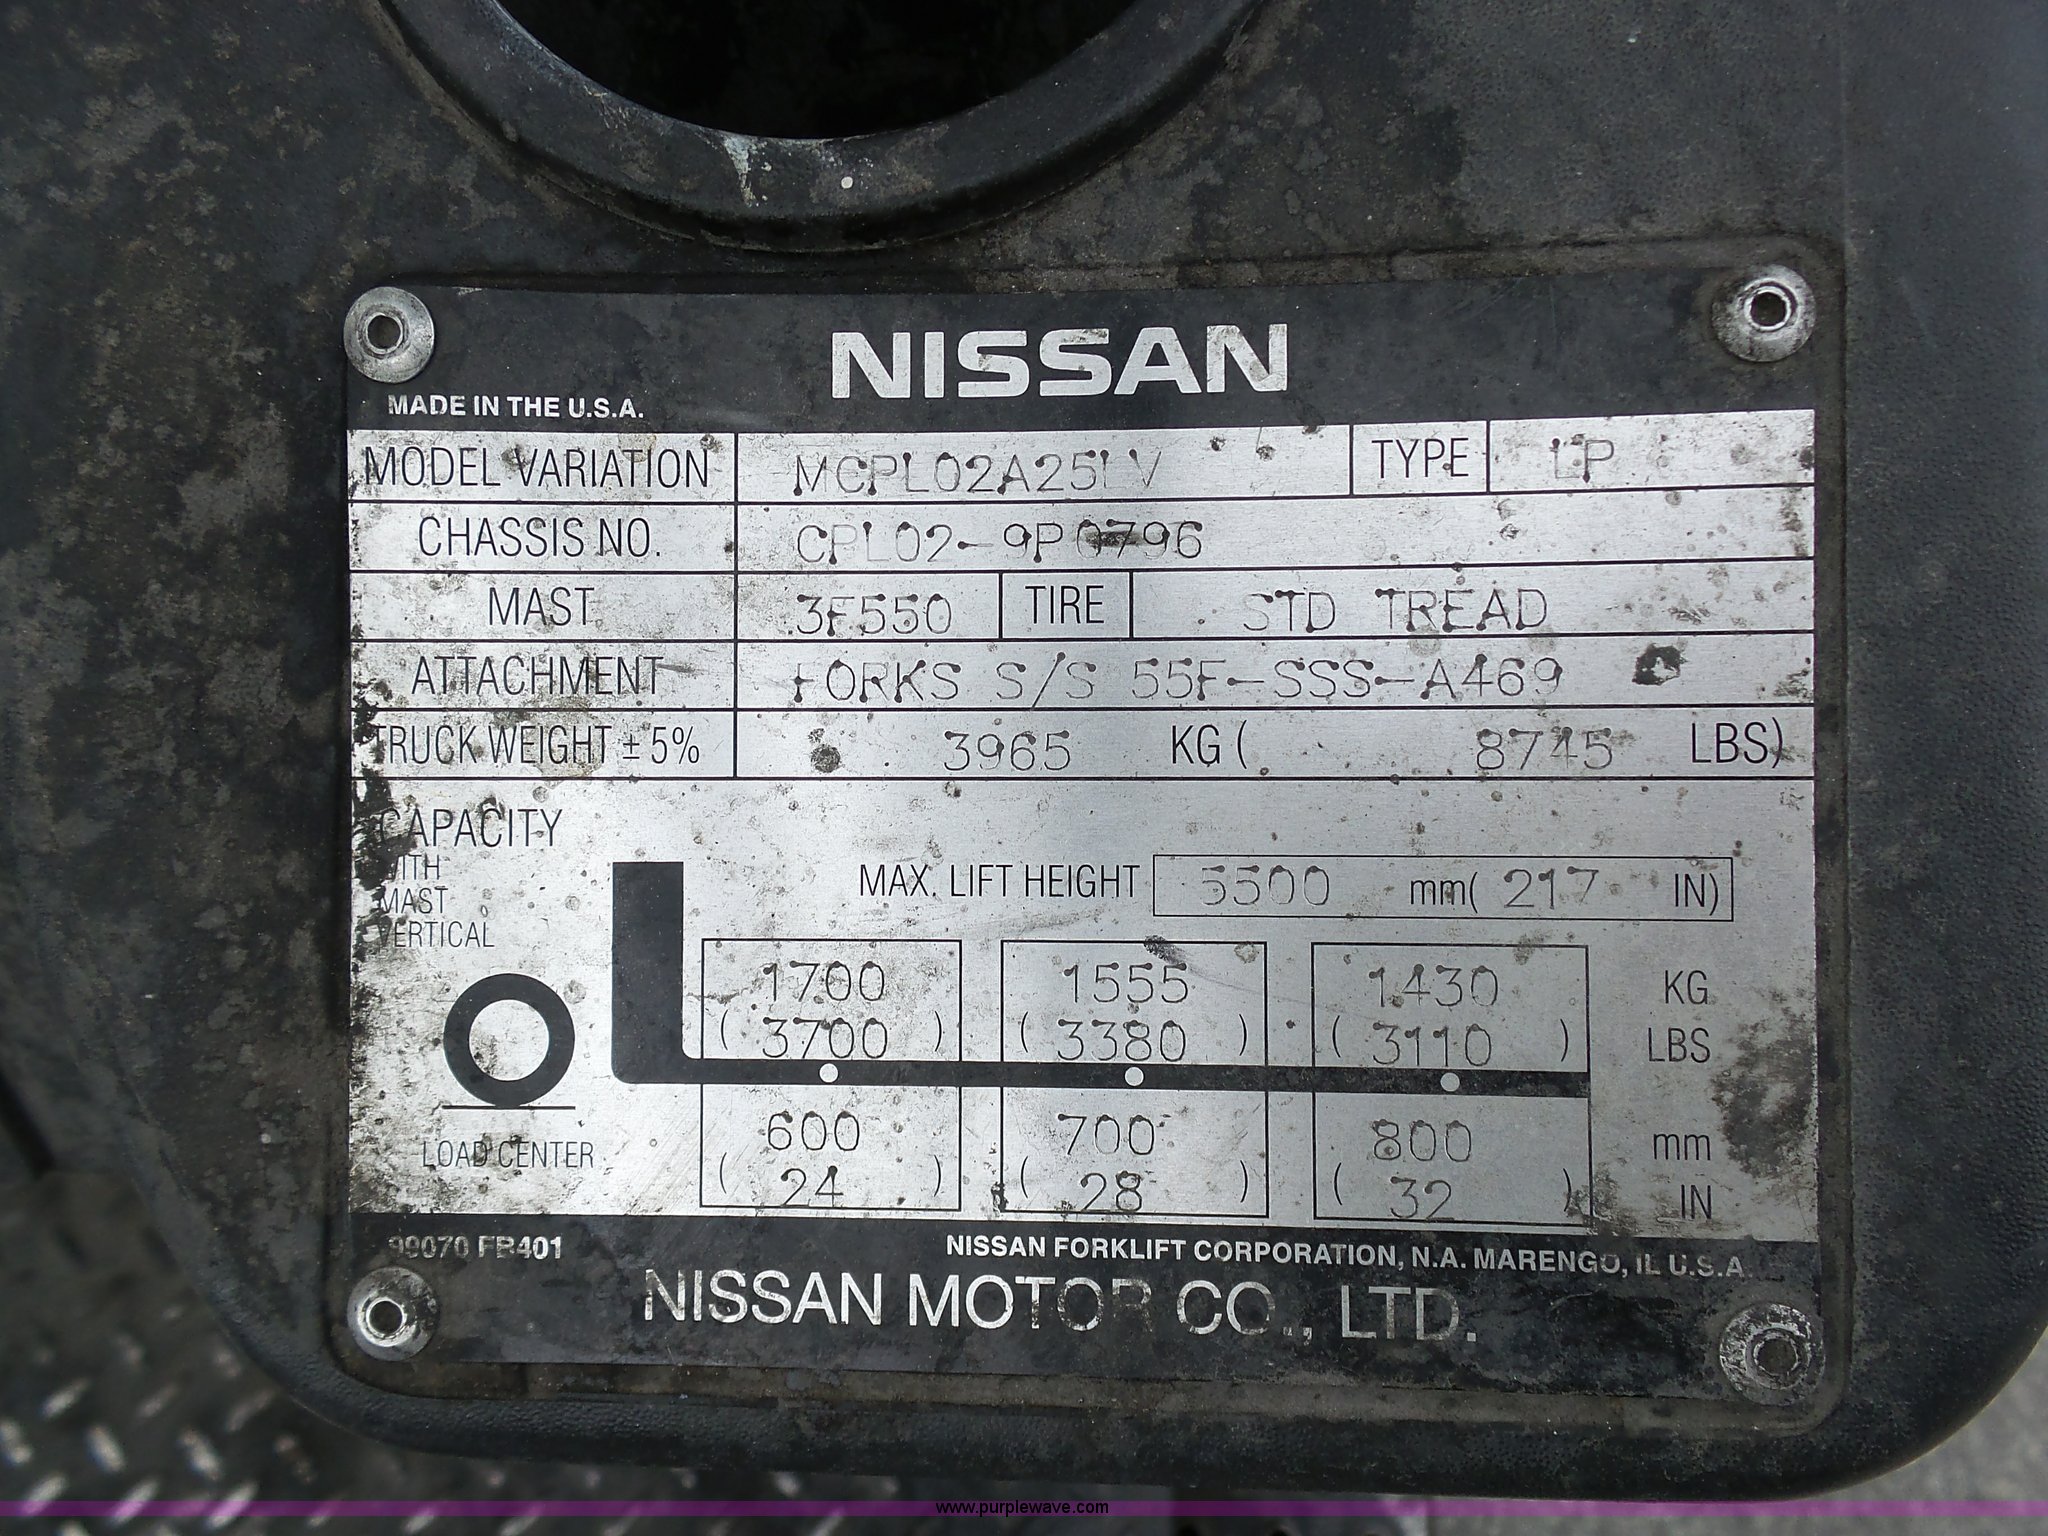 NISSAN
MADE IN THE U.S.A.
MODEL VARIATION MCPL02A25LV TYPE LP
CHASSIS NO. CPL02-9P0796
MAST 3F550 TIRE STD TREAD
ATTACHMENT FORKS S/S 55F-SSS-A469
TRUCK WEIGHT ± 5% 3965 KG ( 8745 LBS)
CAPACITY
WITH
MAST
VERTICAL
MAX. LIFT HEIGHT 5500 mm( 217 IN)
1700 1555 1430 KG
( 3700 ) ( 3380 ) ( 3110 ) LBS
LOAD CENTER
600 700 800 mm
( 24 ) ( 28 ) ( 32 ) IN
99070 FB401 NISSAN FORKLIFT CORPORATION, N.A. MARENGO, IL U.S.A.
NISSAN MOTOR CO., LTD.
www.purplewave.com